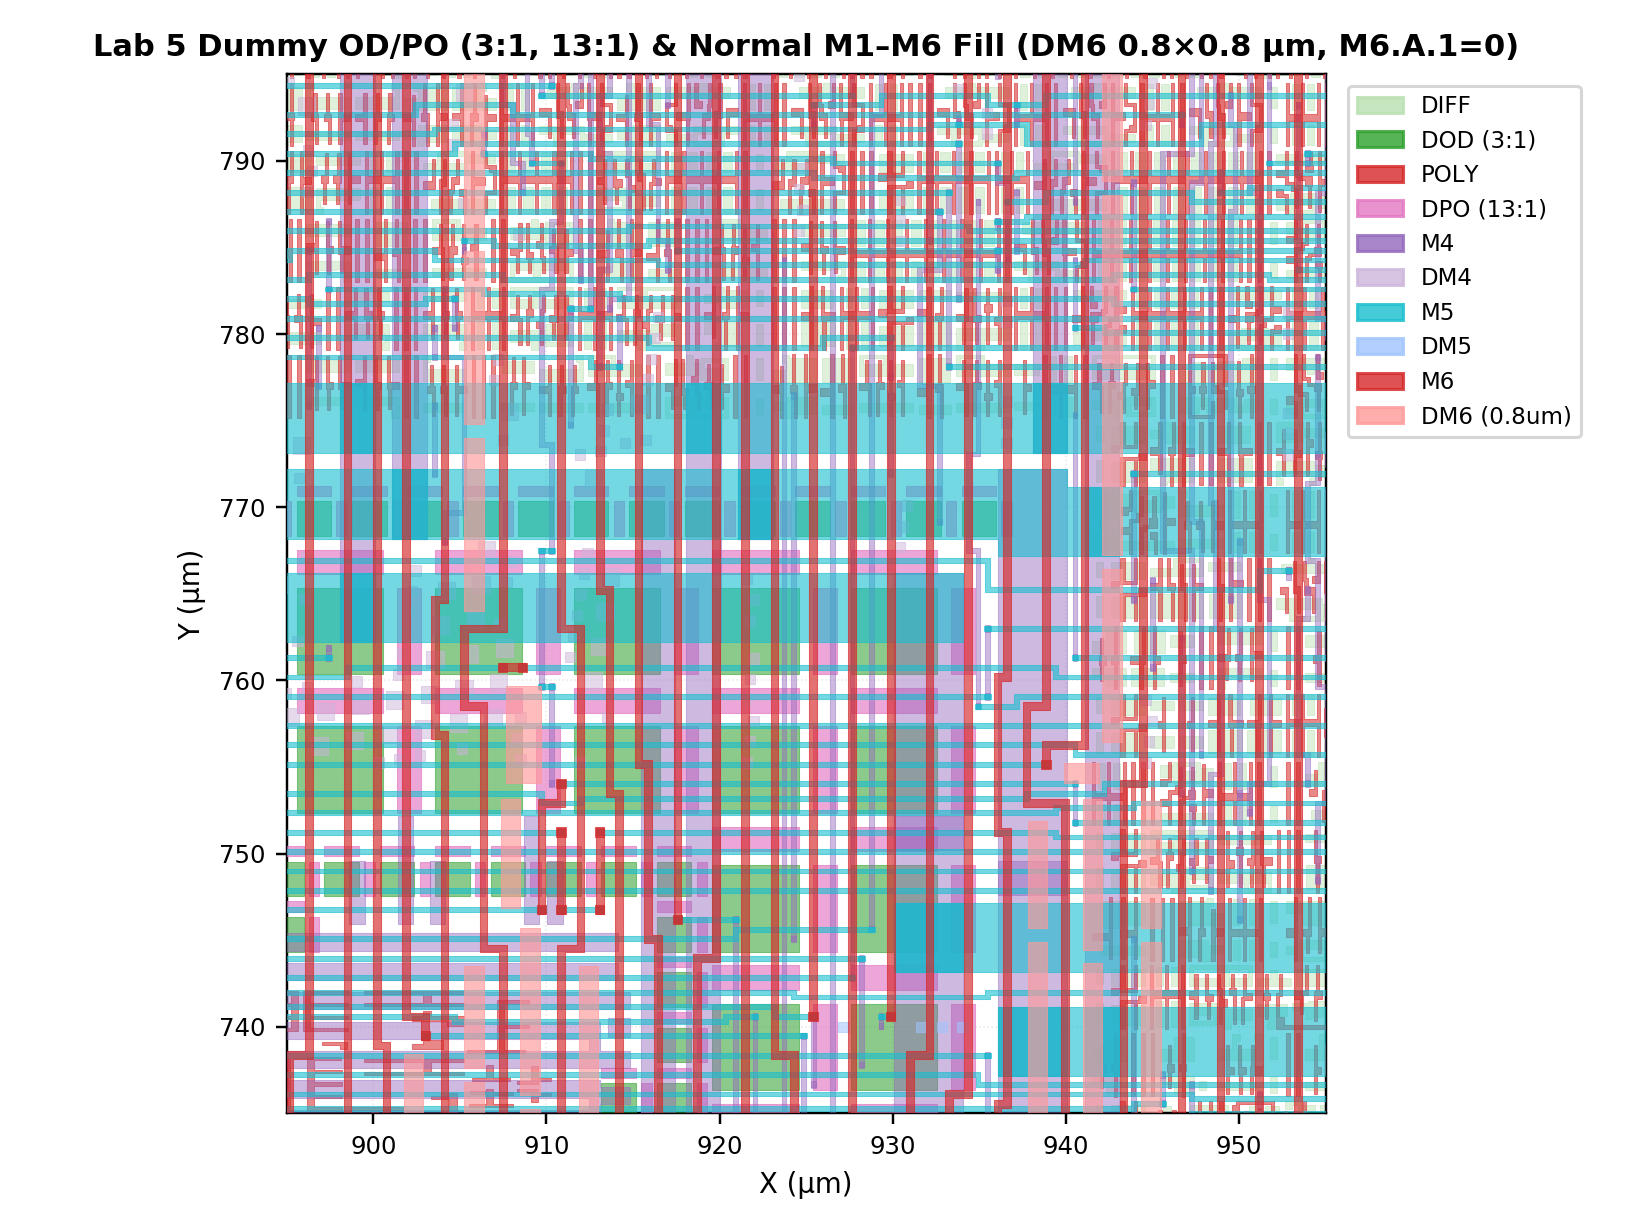 Lab 5 Dummy OD/PO (3:1, 13:1) & Normal M1–M6 Fill (DM6 0.8×0.8 μm, M6.A.1=0)
DIFF
DOD (3:1)
POLY
DPO (13:1)
M4
DM4
M5
DM5
M6
DM6 (0.8um)
790
780
770
760
750
740
Y (μm)
900 910 920 930 940 950
X (μm)